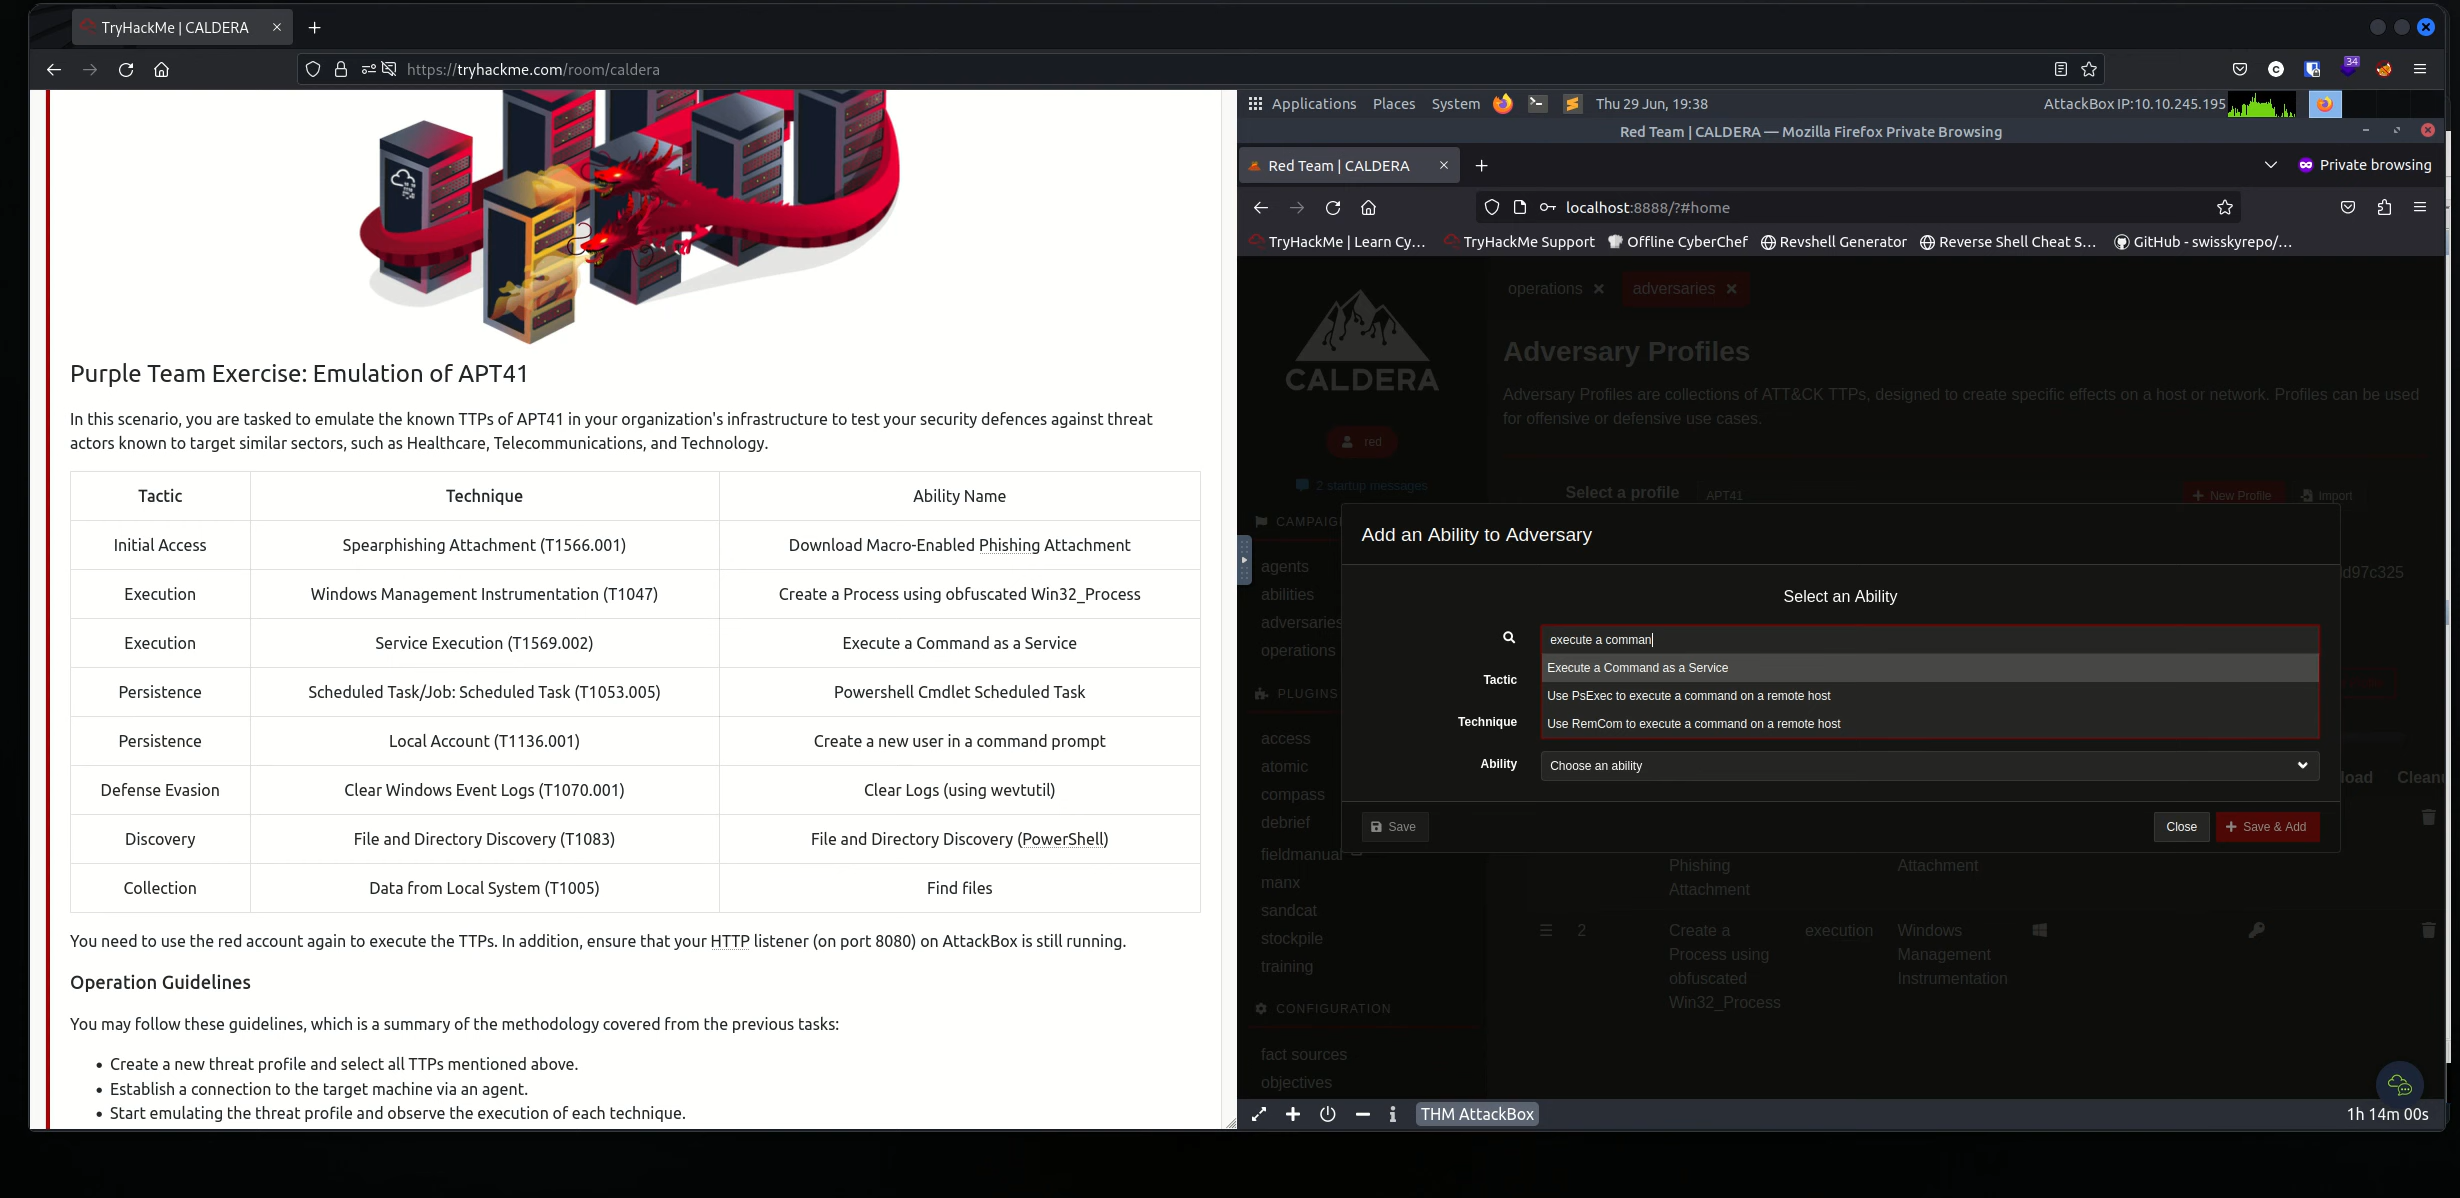 TryHackMe | CALDERA
https://tryhackme.com/room/caldera
34
Purple Team Exercise: Emulation of APT41
In this scenario, you are tasked to emulate the known TTPs of APT41 in your organization's infrastructure to test your security defences against threat
actors known to target similar sectors, such as Healthcare, Telecommunications, and Technology.
Tactic Technique Ability Name
Initial Access Spearphishing Attachment (T1566.001) Download Macro-Enabled Phishing Attachment
Execution Windows Management Instrumentation (T1047) Create a Process using obfuscated Win32_Process
Execution Service Execution (T1569.002) Execute a Command as a Service
Persistence Scheduled Task/Job: Scheduled Task (T1053.005) Powershell Cmdlet Scheduled Task
Persistence Local Account (T1136.001) Create a new user in a command prompt
Defense Evasion Clear Windows Event Logs (T1070.001) Clear Logs (using wevtutil)
Discovery File and Directory Discovery (T1083) File and Directory Discovery (PowerShell)
Collection Data from Local System (T1005) Find files
You need to use the red account again to execute the TTPs. In addition, ensure that your HTTP listener (on port 8080) on AttackBox is still running.
Operation Guidelines
You may follow these guidelines, which is a summary of the methodology covered from the previous tasks:
• Create a new threat profile and select all TTPs mentioned above.
• Establish a connection to the target machine via an agent.
• Start emulating the threat profile and observe the execution of each technique.
Applications Places System Thu 29 Jun, 19:38 AttackBox IP:10.10.245.195
Red Team | CALDERA — Mozilla Firefox Private Browsing
Red Team | CALDERA Private browsing
localhost:8888/?#home
TryHackMe | Learn Cy... TryHackMe Support Offline CyberChef Revshell Generator Reverse Shell Cheat S... GitHub - swisskyrepo/...
CALDERA
red
2 startup messages
CAMPAIG
agents
abilities
adversaries
operations
PLUGINS
access
atomic
compass
debrief
fieldmanual
manx
sandcat
stockpile
training
CONFIGURATION
fact sources
objectives
operations adversaries
Adversary Profiles
Adversary Profiles are collections of ATT&CK TTPs, designed to create specific effects on a host or network. Profiles can be used
for offensive or defensive use cases.
Select a profile APT41 New Profile Import
d97c325
Add an Ability to Adversary
Select an Ability
execute a comman
Execute a Command as a Service
Use PsExec to execute a command on a remote host
Use RemCom to execute a command on a remote host
Tactic
Technique
Ability Choose an ability
Save Close Save & Add
load Clean
Phishing Attachment
Attachment
2 Create a execution Windows
Process using Management
obfuscated Instrumentation
Win32_Process
THM AttackBox 1h 14m 00s